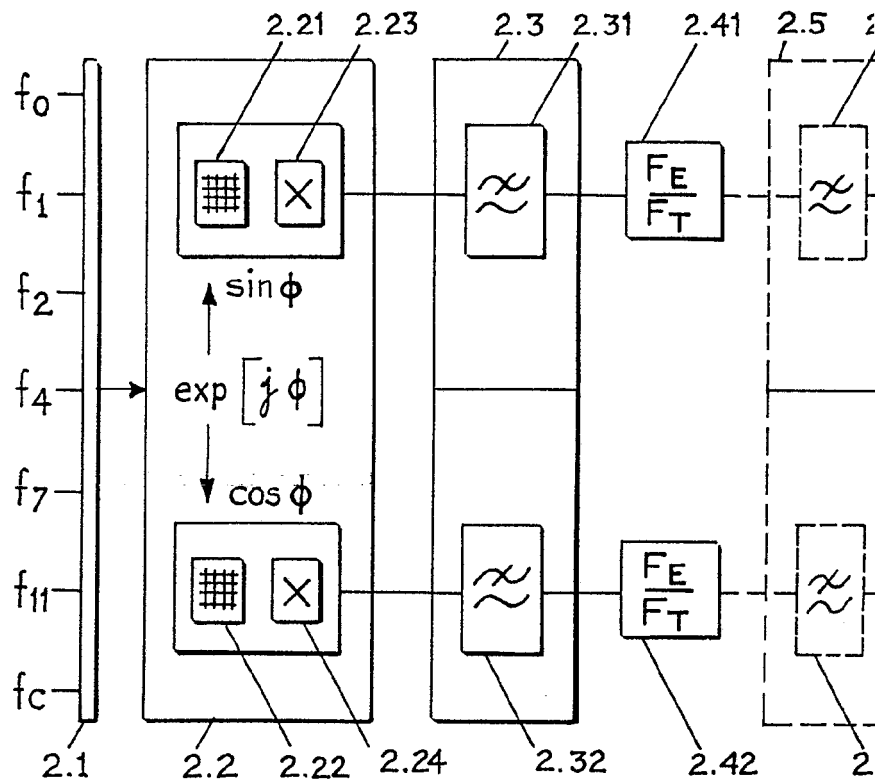 2.21 2.23 2.3 2.31 2.41 2.5 2
f0
f1
FE
FT
sin ϕ
f2
f4
exp [j ϕ]
f7
cos ϕ
f11
FE
FT
fc
2.1 2.2 2.22 2.24 2.32 2.42 2